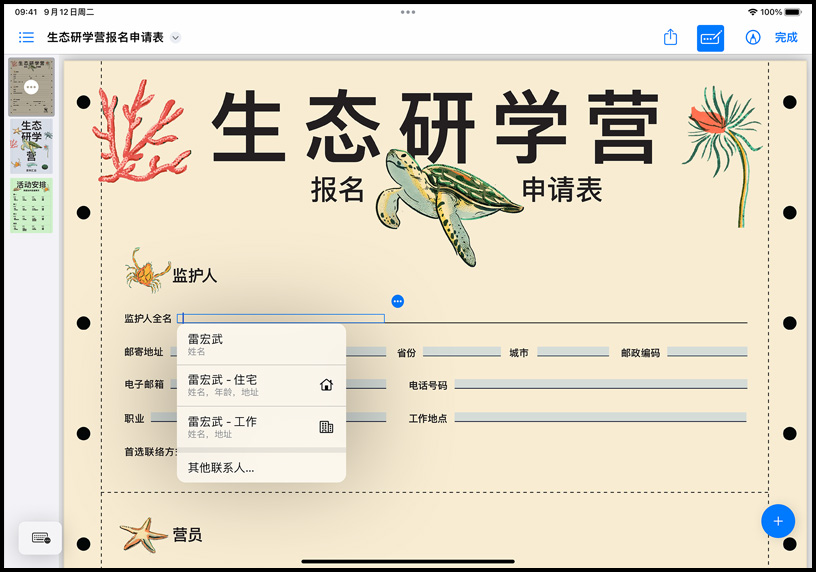 09:41 9月12日周二
100%
生态研学营报名申请表
完成
生态研学营
报名 申请表
生态
研学
营
活动安排
监护人
监护人全名
邮寄地址 省份 城市 邮政编码
电子邮箱 电话号码
职业 工作地点
首选联络方
雷宏武
姓名
雷宏武 - 住宅
姓名，年龄，地址
雷宏武 - 工作
姓名，地址
其他联系人...
营员